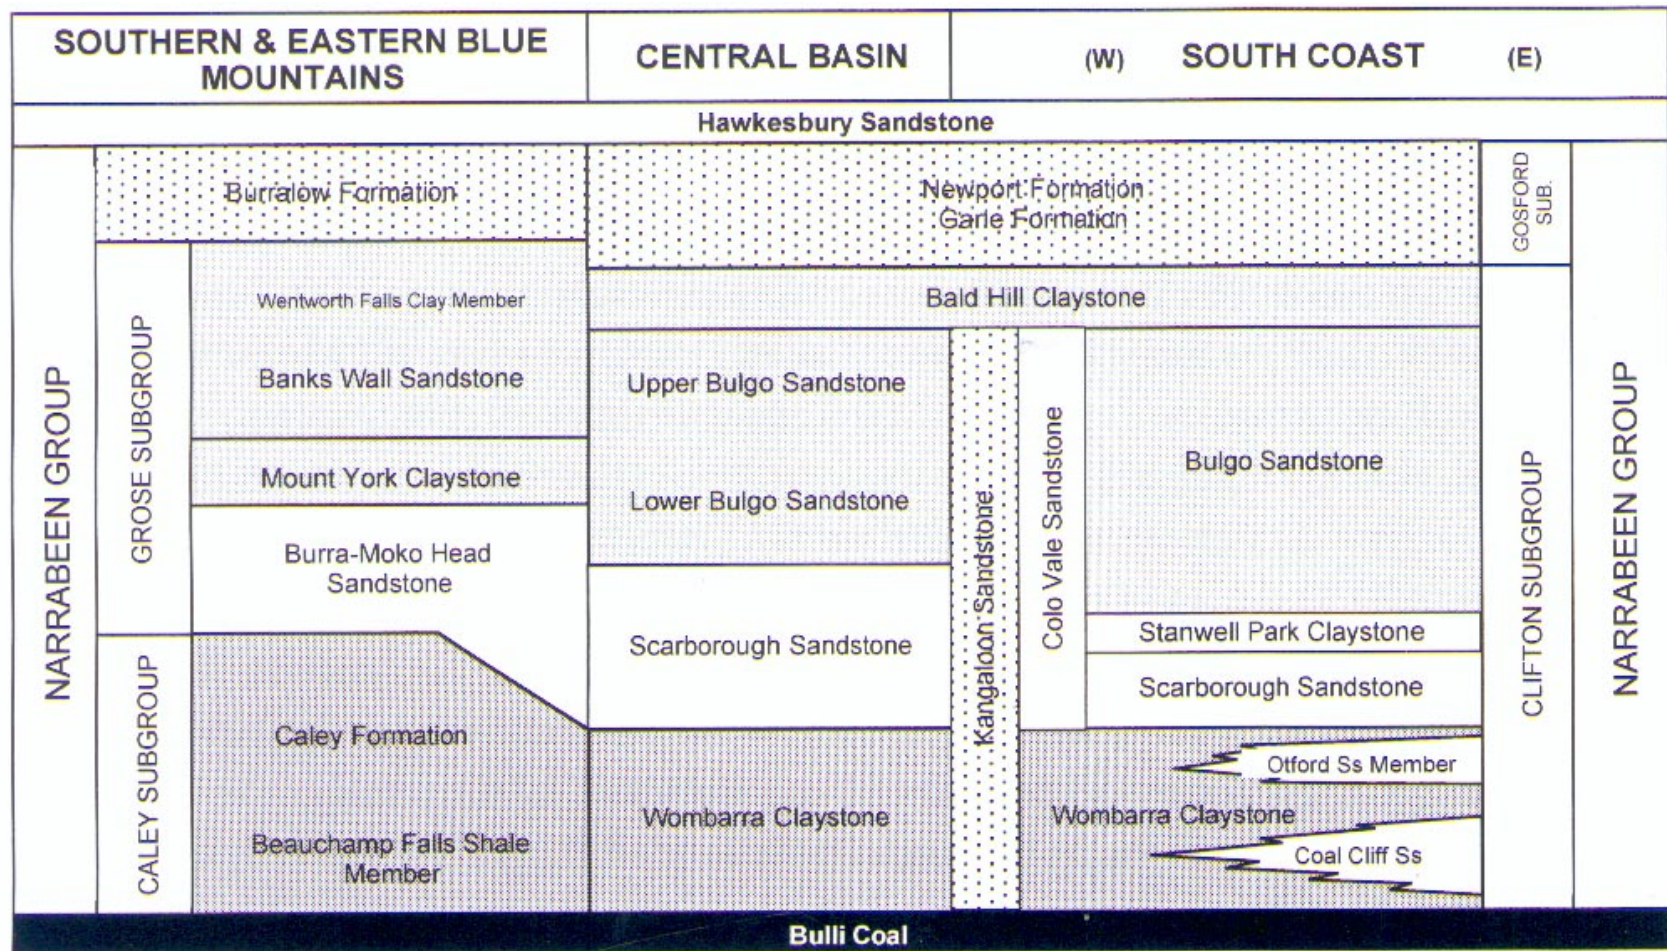 SOUTHERN & EASTERN BLUE
MOUNTAINS
CENTRAL BASIN
(W) SOUTH COAST (E)
Hawkesbury Sandstone
NARRABEEN GROUP
GROSE SUBGROUP
CALEY SUBGROUP
Burralow Formation
Wentworth Falls Clay Member
Banks Wall Sandstone
Mount York Claystone
Burra-Moko Head
Sandstone
Caley Formation
Beauchamp Falls Shale
Member
Newport Formation
Garie Formation
Bald Hill Claystone
Upper Bulgo Sandstone
Lower Bulgo Sandstone
Scarborough Sandstone
Wombarra Claystone
Kangaloon Sandstone
Colo Vale Sandstone
Bulgo Sandstone
Stanwell Park Claystone
Scarborough Sandstone
Otford Ss Member
Wombarra Claystone
Coal Cliff Ss
GOSFORD
SUB.
CLIFTON SUBGROUP
NARRABEEN GROUP
Bulli Coal